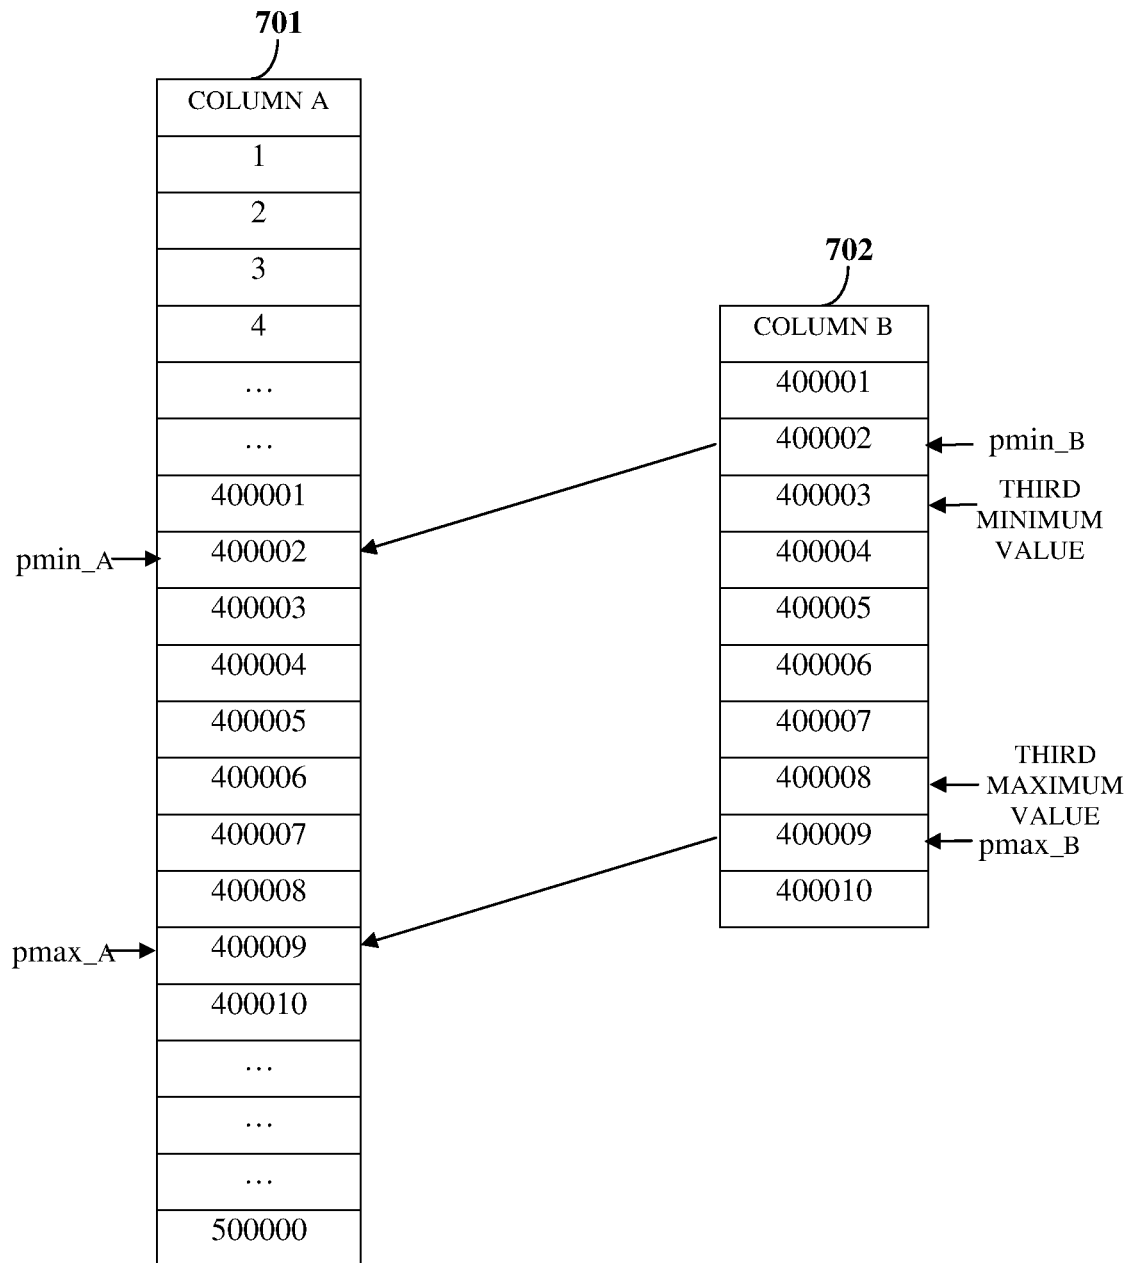 701
COLUMN A
1
2
3
4
...
...
400001
pmin_A
400002
400003
400004
400005
400006
400007
400008
pmax_A
400009
400010
...
...
...
500000
702
COLUMN B
400001
400002
pmin_B
400003
THIRD
MINIMUM
VALUE
400004
400005
400006
400007
400008
THIRD
MAXIMUM
VALUE
400009
pmax_B
400010